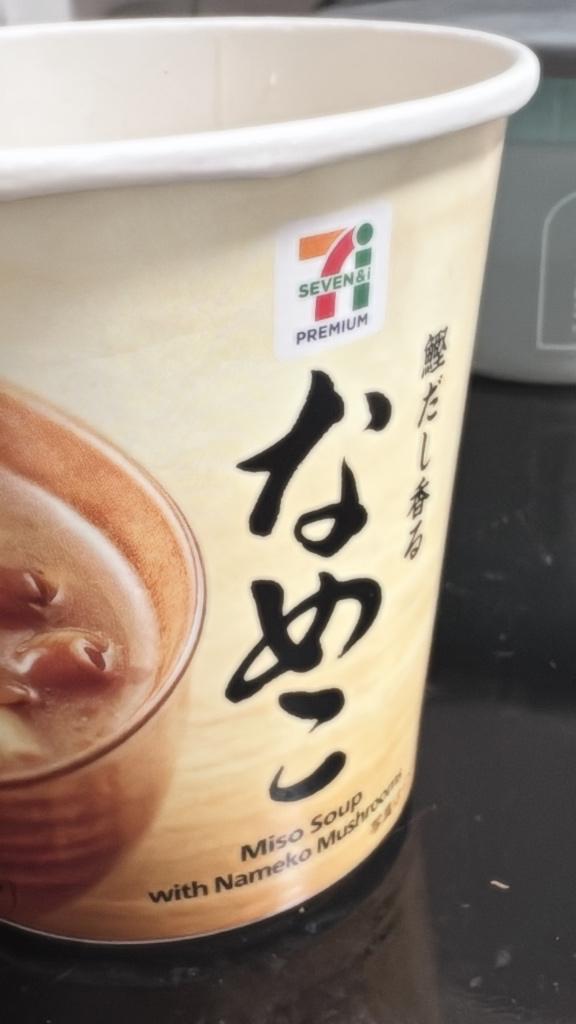 SEVEN&i
PREMIUM
鰹だし香る
なめこ
Miso Soup
with Nameko Mushrooms